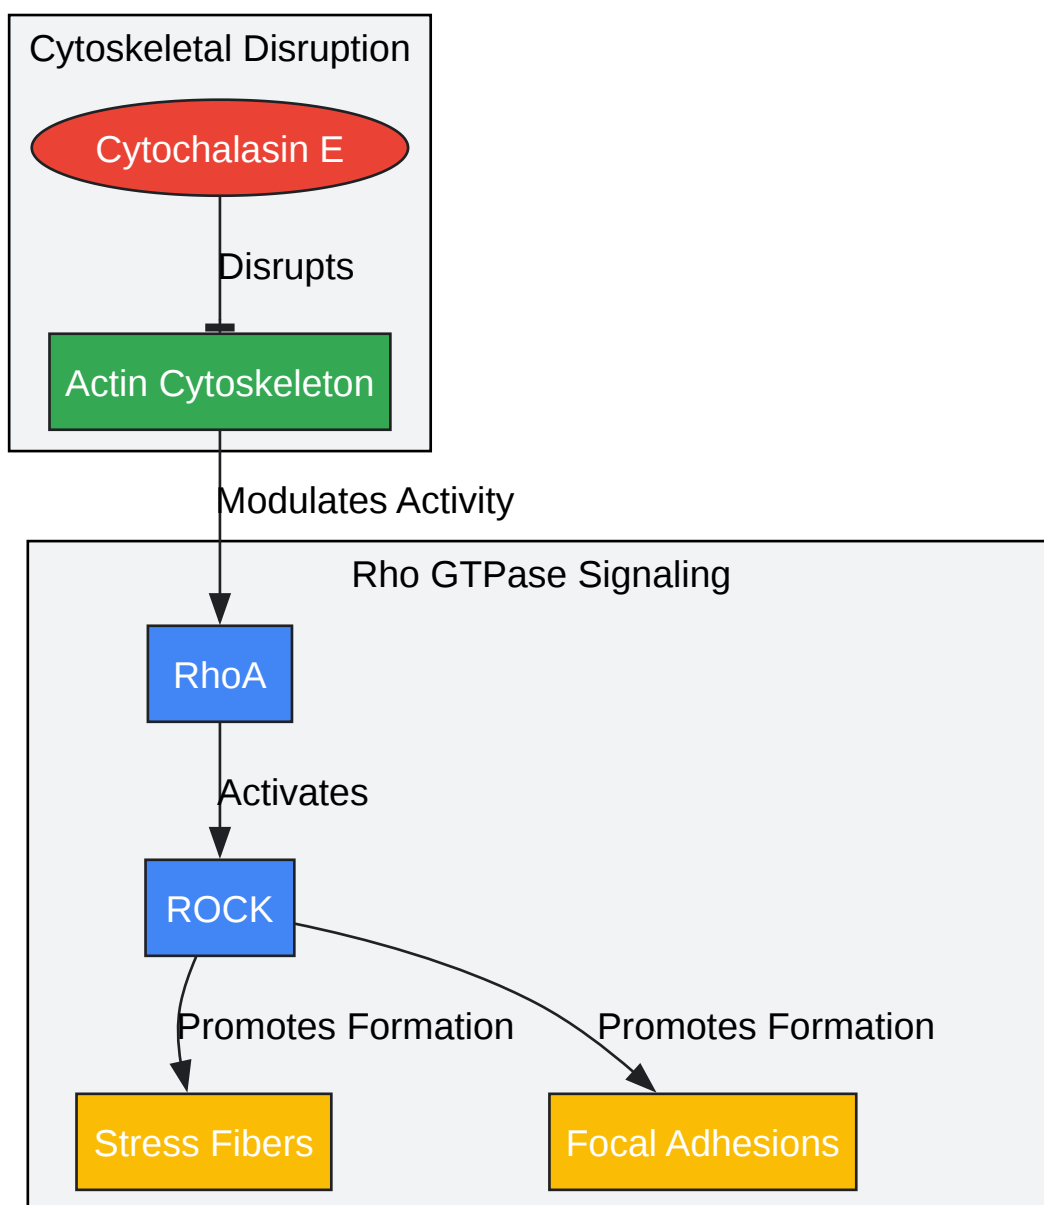 Cytoskeletal Disruption
Cytochalasin E
Disrupts
Actin Cytoskeleton
Modulates Activity
Rho GTPase Signaling
RhoA
Activates
ROCK
Promotes Formation
Promotes Formation
Stress Fibers
Focal Adhesions